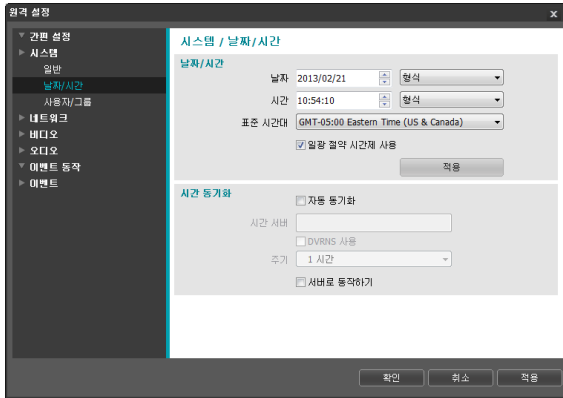 원격 설정
x
간편 설정
시스템
일반
날짜/시간
사용자/그룹
네트워크
비디오
오디오
이벤트 동작
이벤트
시스템 / 날짜/시간
날짜/시간
날짜 2013/02/21 형식
시간 10:54:10 형식
표준 시간대 GMT-05:00 Eastern Time (US & Canada)
일광 절약 시간제 사용
적용
시간 동기화
자동 동기화
시간 서버
DVRNS 사용
주기 1 시간
서버로 동작하기
확인 취소 적용